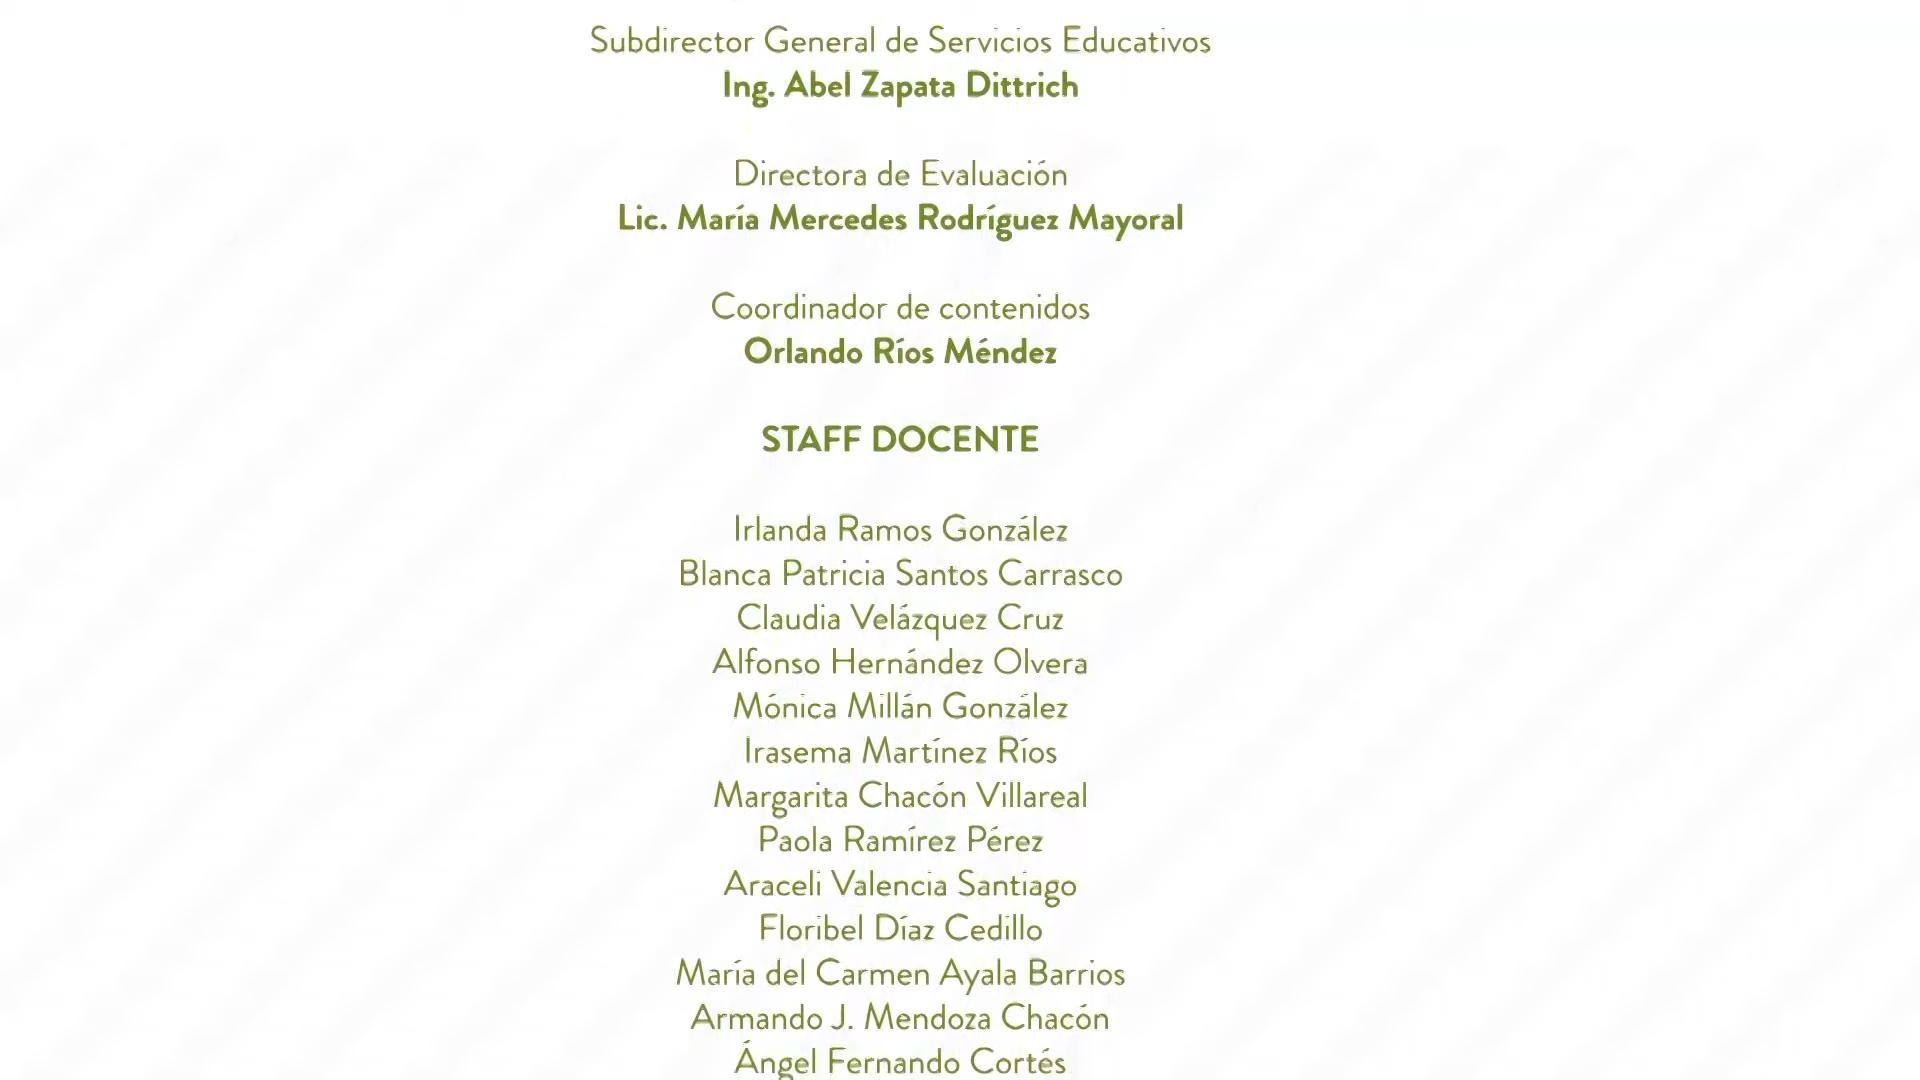 Subdirector General de Servicios Educativos
Ing. Abel Zapata Dittrich
Directora de Evaluación
Lic. María Mercedes Rodríguez Mayoral
Coordinador de contenidos
Orlando Ríos Méndez
STAFF DOCENTE
Irlanda Ramos González
Blanca Patricia Santos Carrasco
Claudia Velázquez Cruz
Alfonso Hernández Olvera
Mónica Millán González
Irasema Martínez Ríos
Margarita Chacón Villareal
Paola Ramírez Pérez
Araceli Valencia Santiago
Floribel Díaz Cedillo
María del Carmen Ayala Barrios
Armando J. Mendoza Chacón
Ángel Fernando Cortés